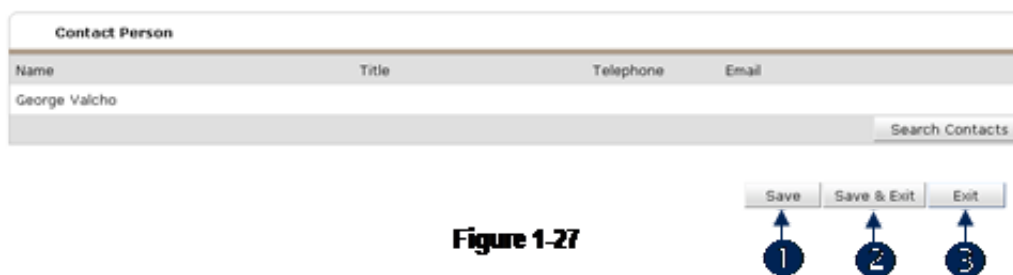 Contact Person
Name Title Telephone Email
George Valcho
Search Contacts
Save Save & Exit Exit
Figure 1-27
1 2 3